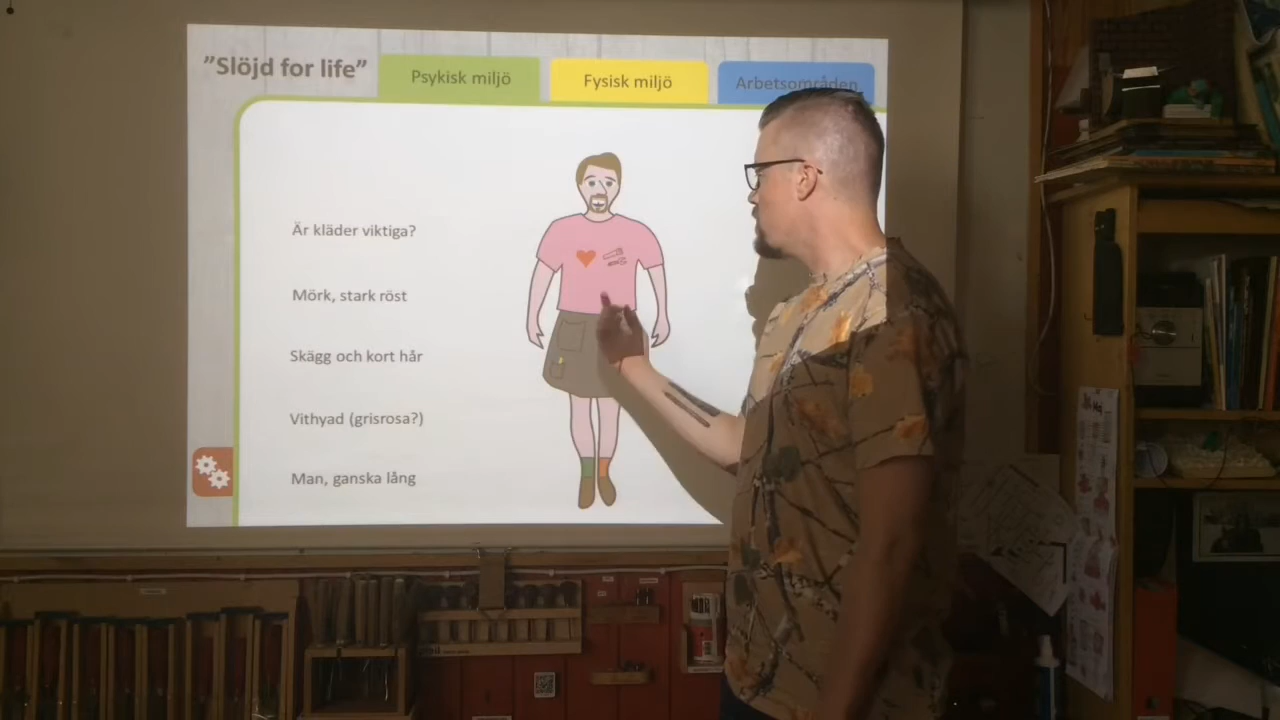 ”Slöjd for life”
Psykisk miljö
Fysisk miljö
Arbetsområden
Är kläder viktiga?
Mörk, stark röst
Skägg och kort hår
Vithyad (grisrosa?)
Man, ganska lång
Maj